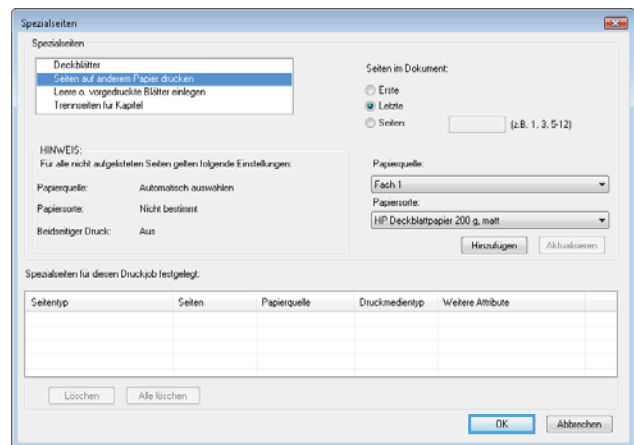 Spezialseiten
Spezialseiten
Deckblätter
Seiten auf anderem Papier drucken
Leere o. vorgedruckte Blätter einlegen
Trennseiten für Kapitel
Seiten im Dokument:
Erste
Letzte
Seiten: (z.B. 1, 3, 5-12)
HINWEIS:
Für alle nicht aufgelisteten Seiten gelten folgende Einstellungen:
Papierquelle: Automatisch auswählen
Papiersorte: Nicht bestimmt
Beidseitiger Druck: Aus
Papierquelle:
Fach 1
Papiersorte:
HP Deckblattpapier 200 g, matt
Hinzufügen Aktualisieren
Spezialseiten für diesen Druckjob festgelegt:
Seitentyp Seiten Papierquelle Druckmedientyp Weitere Attribute
Löschen Alle löschen
OK Abbrechen